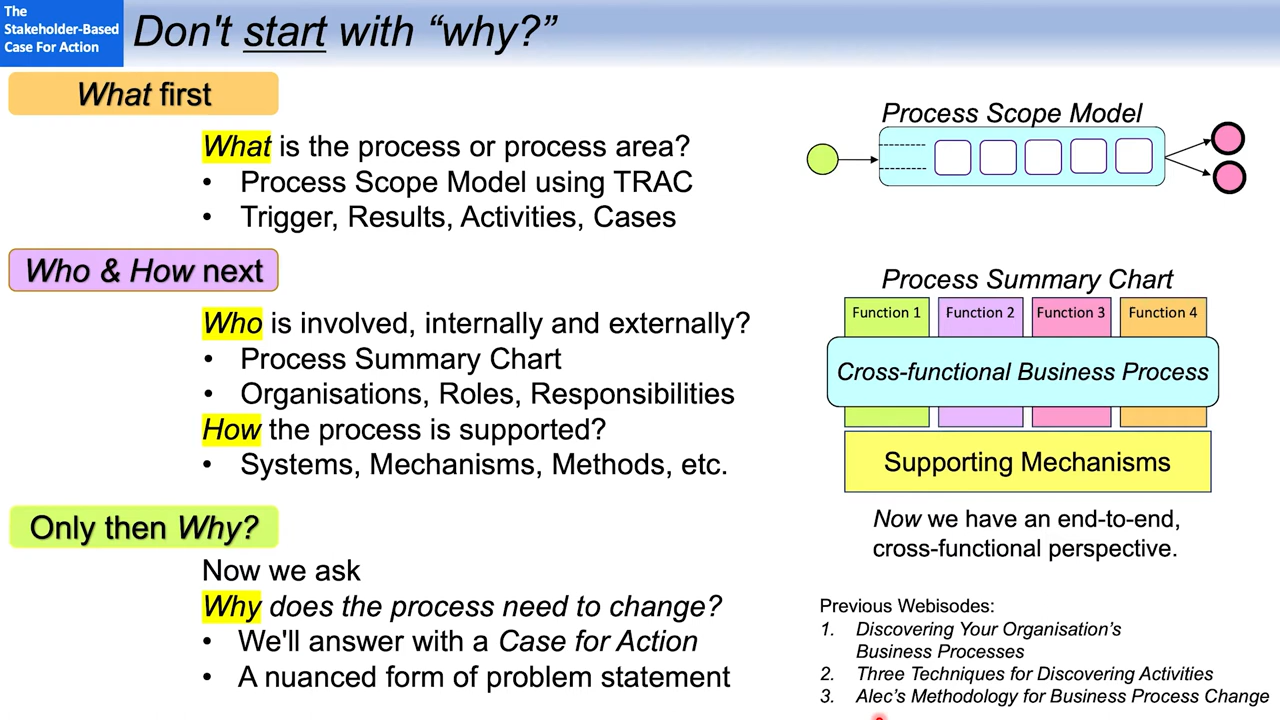 The
Stakeholder-Based
Case For Action
Don't start with “why?”
What first
What is the process or process area?
• Process Scope Model using TRAC
• Trigger, Results, Activities, Cases
Process Scope Model
Who & How next
Who is involved, internally and externally?
• Process Summary Chart
• Organisations, Roles, Responsibilities
How the process is supported?
• Systems, Mechanisms, Methods, etc.
Process Summary Chart
Function 1
Function 2
Function 3
Function 4
Cross-functional Business Process
Supporting Mechanisms
Now we have an end-to-end,
cross-functional perspective.
Only then Why?
Now we ask
Why does the process need to change?
• We'll answer with a Case for Action
• A nuanced form of problem statement
Previous Webisodes:
1. Discovering Your Organisation’s
Business Processes
2. Three Techniques for Discovering Activities
3. Alec’s Methodology for Business Process Change